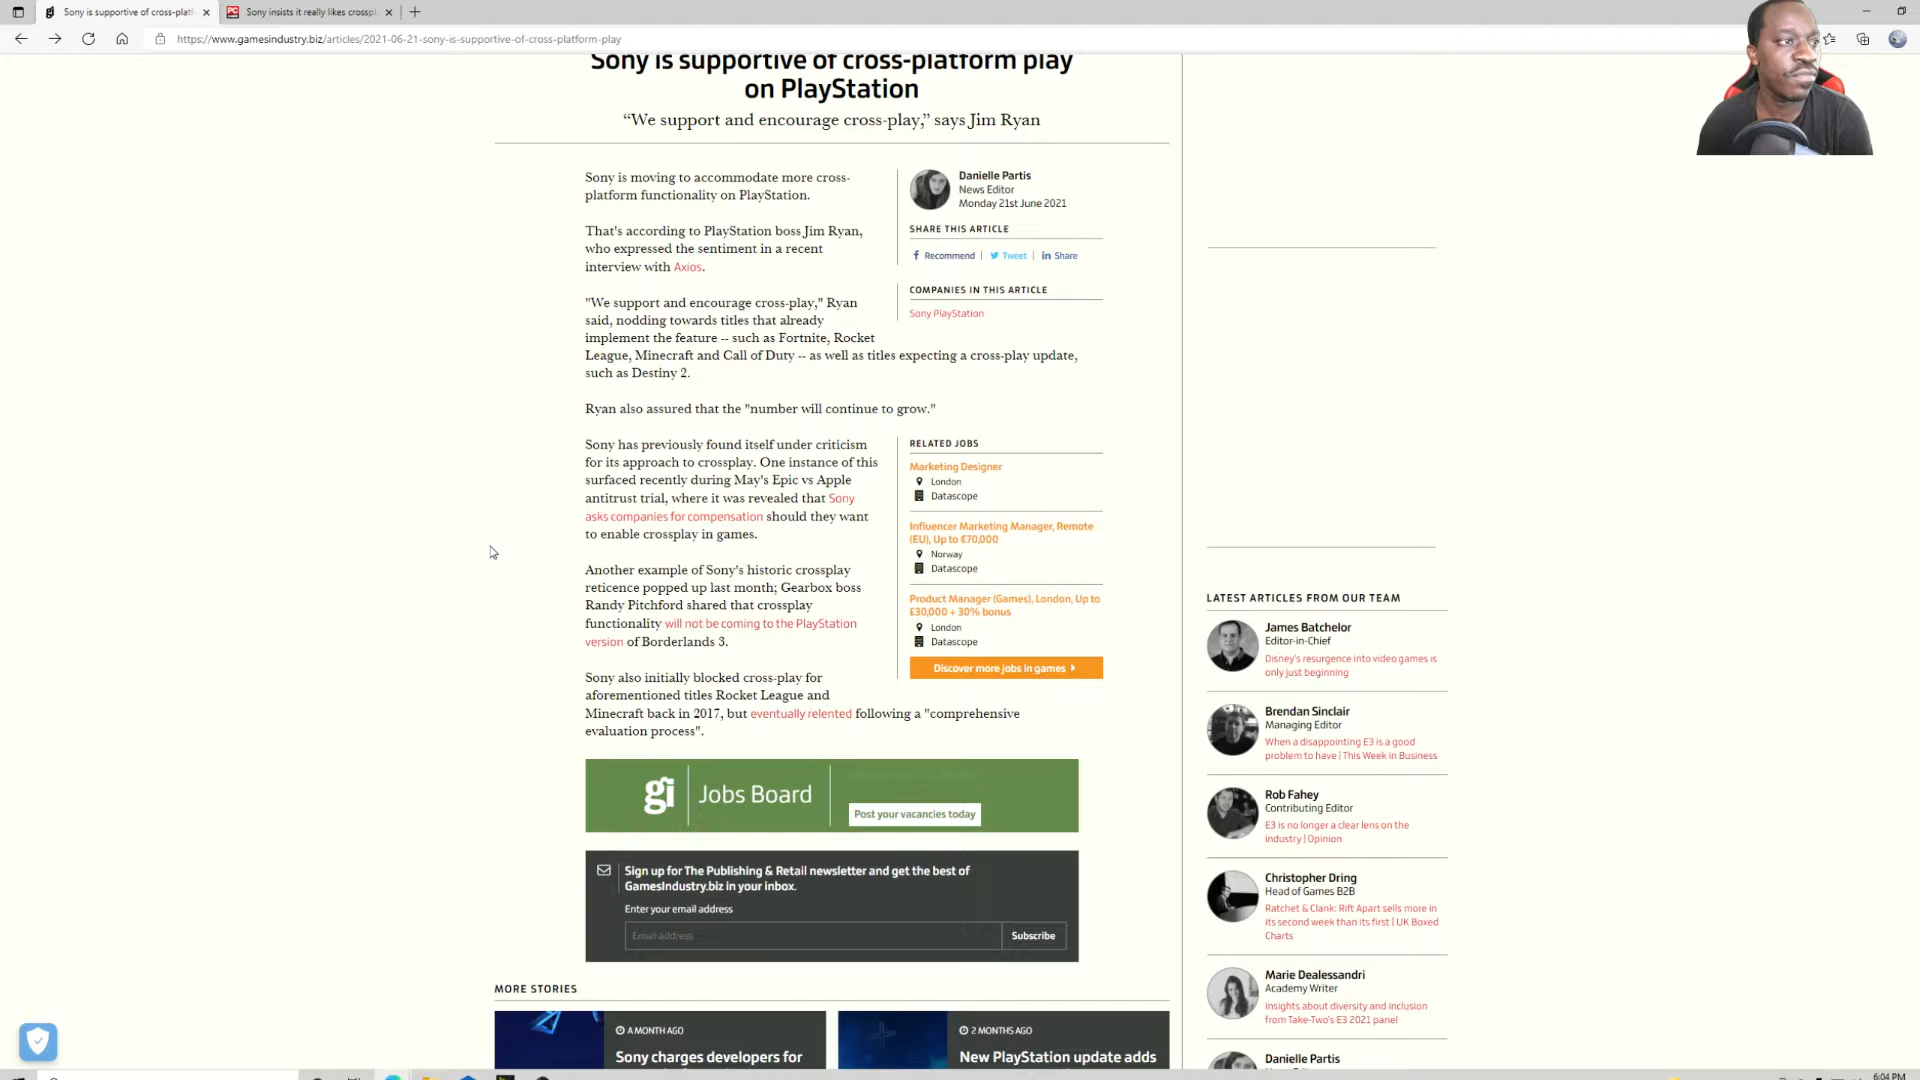 Sony is supportive of cross-platf
Sony insists it really likes crosspl
https://www.gamesindustry.biz/articles/2021-06-21-sony-is-supportive-of-cross-platform-play
Sony is supportive of cross-platform play
on PlayStation
“We support and encourage cross-play,” says Jim Ryan
Sony is moving to accommodate more cross-
platform functionality on PlayStation.
That's according to PlayStation boss Jim Ryan,
who expressed the sentiment in a recent
interview with Axios.
"We support and encourage cross-play," Ryan
said, nodding towards titles that already
implement the feature -- such as Fortnite, Rocket
League, Minecraft and Call of Duty -- as well as titles expecting a cross-play update,
such as Destiny 2.
Ryan also assured that the "number will continue to grow."
Sony has previously found itself under criticism
for its approach to crossplay. One instance of this
surfaced recently during May's Epic vs Apple
antitrust trial, where it was revealed that Sony
asks companies for compensation should they want
to enable crossplay in games.
Another example of Sony's historic crossplay
reticence popped up last month; Gearbox boss
Randy Pitchford shared that crossplay
functionality will not be coming to the PlayStation
version of Borderlands 3.
Sony also initially blocked cross-play for
aforementioned titles Rocket League and
Minecraft back in 2017, but eventually relented following a "comprehensive
evaluation process".
Danielle Partis
News Editor
Monday 21st June 2021
SHARE THIS ARTICLE
Recommend | Tweet | Share
COMPANIES IN THIS ARTICLE
Sony PlayStation
RELATED JOBS
Marketing Designer
London
Datascope
Influencer Marketing Manager, Remote
(EU), Up to €70,000
Norway
Datascope
Product Manager (Games), London, Up to
£30,000 + 30% bonus
London
Datascope
Discover more jobs in games
gi Jobs Board
Post your vacancies today
Sign up for The Publishing & Retail newsletter and get the best of
GamesIndustry.biz in your inbox.
Enter your email address
Email address
Subscribe
MORE STORIES
A MONTH AGO
Sony charges developers for
2 MONTHS AGO
New PlayStation update adds
LATEST ARTICLES FROM OUR TEAM
James Batchelor
Editor-in-Chief
Disney's resurgence into video games is
only just beginning
Brendan Sinclair
Managing Editor
When a disappointing E3 is a good
problem to have | This Week in Business
Rob Fahey
Contributing Editor
E3 is no longer a clear lens on the
industry | Opinion
Christopher Dring
Head of Games B2B
Ratchet & Clank: Rift Apart sells more in
its second week than its first | UK Boxed
Charts
Marie Dealessandri
Academy Writer
Insights about diversity and inclusion
from Take-Two's E3 2021 panel
Danielle Partis
6:04 PM